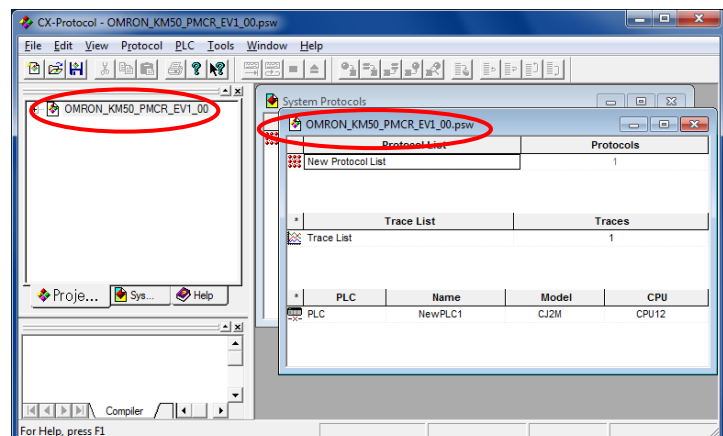 CX-Protocol - OMRON_KM50_PMCR_EV1_00.psw
File Edit View Protocol PLC Tools Window Help
OMRON_KM50_PMCR_EV1_00
System Protocols
OMRON_KM50_PMCR_EV1_00.psw
Protocol List Protocols
New Protocol List 1
* Trace List Traces
Trace List 1
* PLC Name Model CPU
PLC NewPLC1 CJ2M CPU12
Proje... Sys... Help
Compiler
For Help, press F1